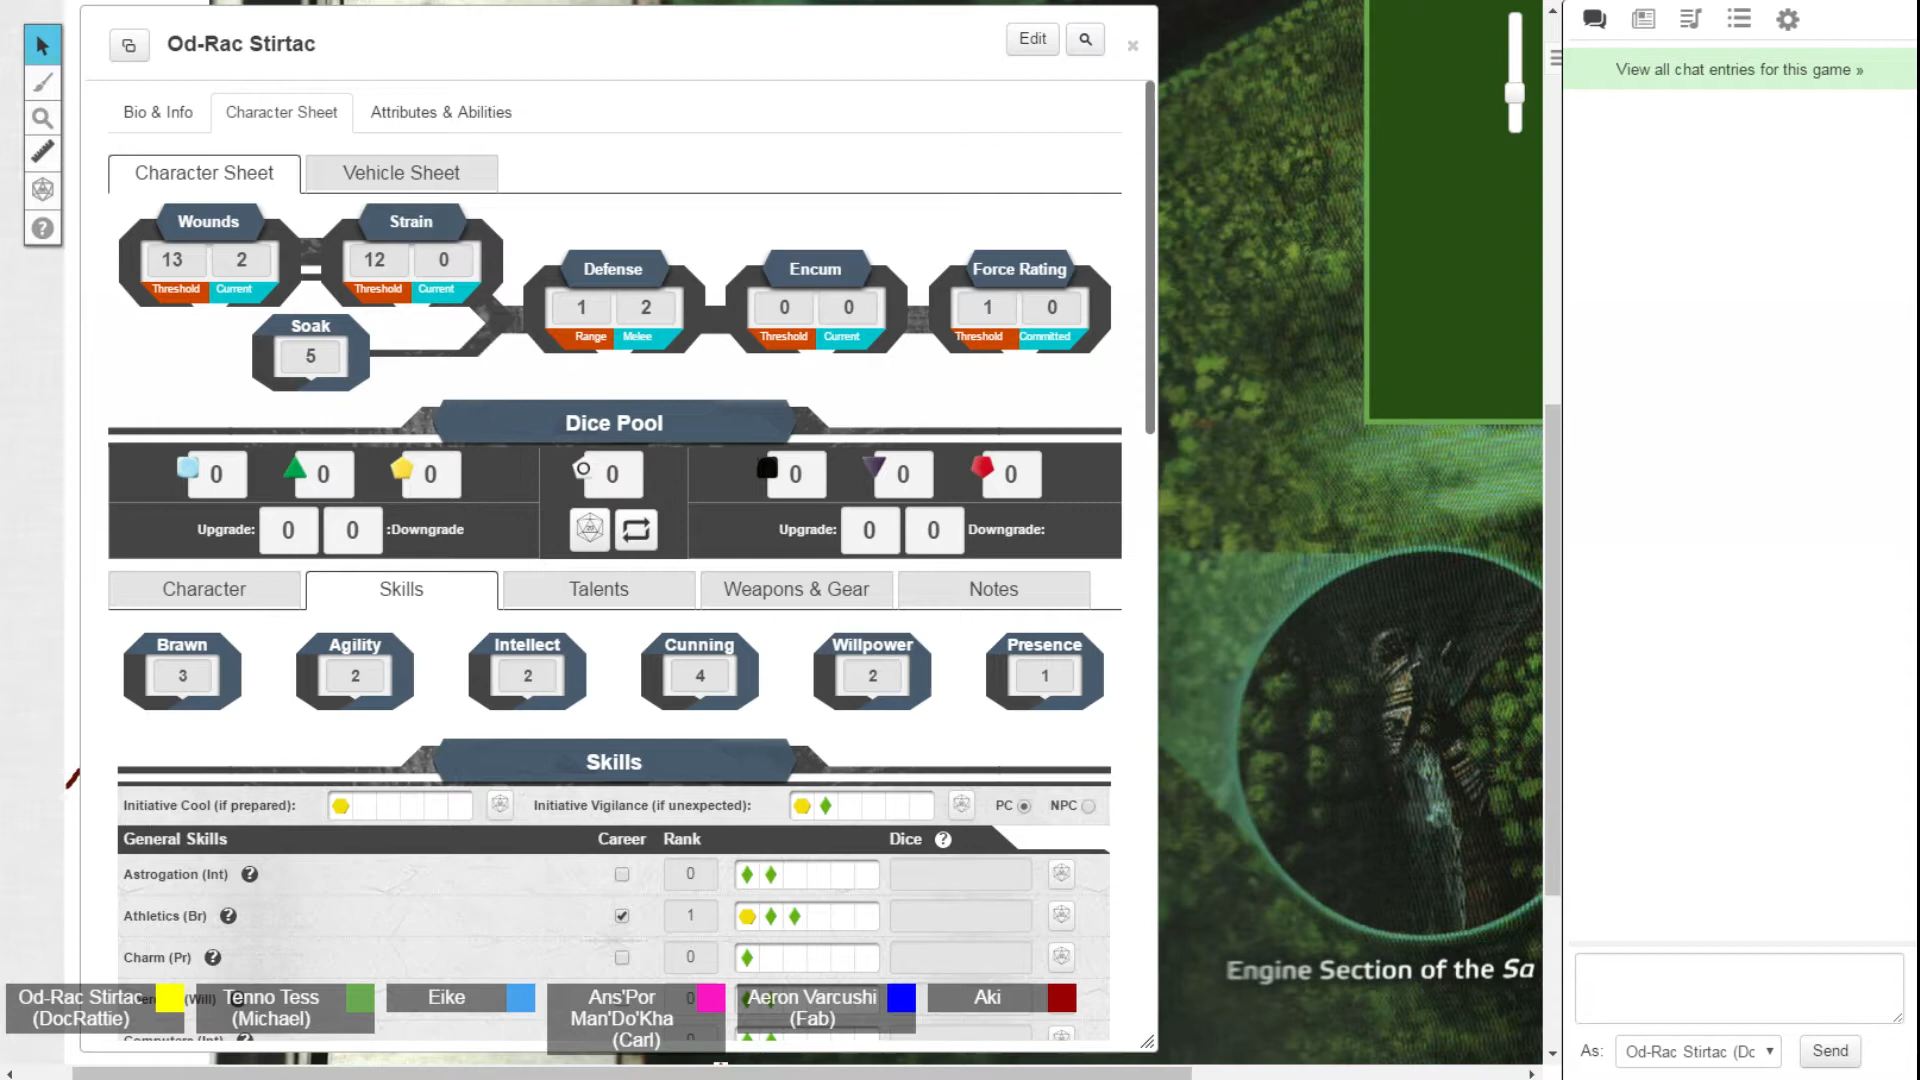 Od-Rac Stirtac
Edit
Bio & Info
Character Sheet
Attributes & Abilities
Character Sheet
Vehicle Sheet
Wounds
13 2
Threshold Current
Strain
12 0
Threshold Current
Soak
5
Defense
1 2
Range Melee
Encum
0 0
Threshold Current
Force Rating
1 0
Threshold Committed
Dice Pool
0 0 0 0 0 0 0
Upgrade: 0 0 :Downgrade
Upgrade: 0 0 Downgrade:
Character
Skills
Talents
Weapons & Gear
Notes
Brawn Agility Intellect Cunning Willpower Presence
3 2 2 4 2 1
Skills
Initiative Cool (if prepared):
Initiative Vigilance (if unexpected):
PC NPC
General Skills Career Rank Dice
Astrogation (Int) 0
Athletics (Br) 1
Charm (Pr) 0
(Will) 0
Computers (Int)
Od-Rac Stirtac
(DocRattie)
Tenno Tess
(Michael)
Eike
Ans'Por
Man'Do'Kha
(Carl)
Aeron Varcushi
(Fab)
Aki
Engine Section of the Sa
View all chat entries for this game »
As: Od-Rac Stirtac (Dc
Send